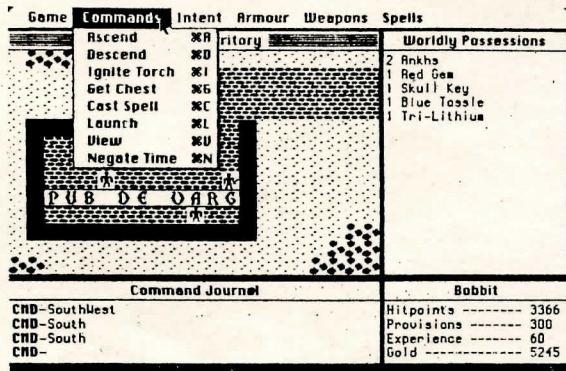 Game Commands Intent Armour Weapons Spells
Ascend ⌘A
Descend ⌘D
Ignite Torch ⌘I
Get Chest ⌘G
Cast Spell ⌘C
Launch ⌘L
View ⌘V
Negate Time ⌘N
ritory
PUB DE VARG
Worldly Possessions
2 Ankhs
1 Red Gem
1 Skull Key
1 Blue Tassle
1 Tri-Lithium
Command Journal
CMD-SouthWest
CMD-South
CMD-South
CMD-
Bobbit
Hitpoints -------- 3366
Provisions ------- 300
Experience ------- 60
Gold ------------- 5245